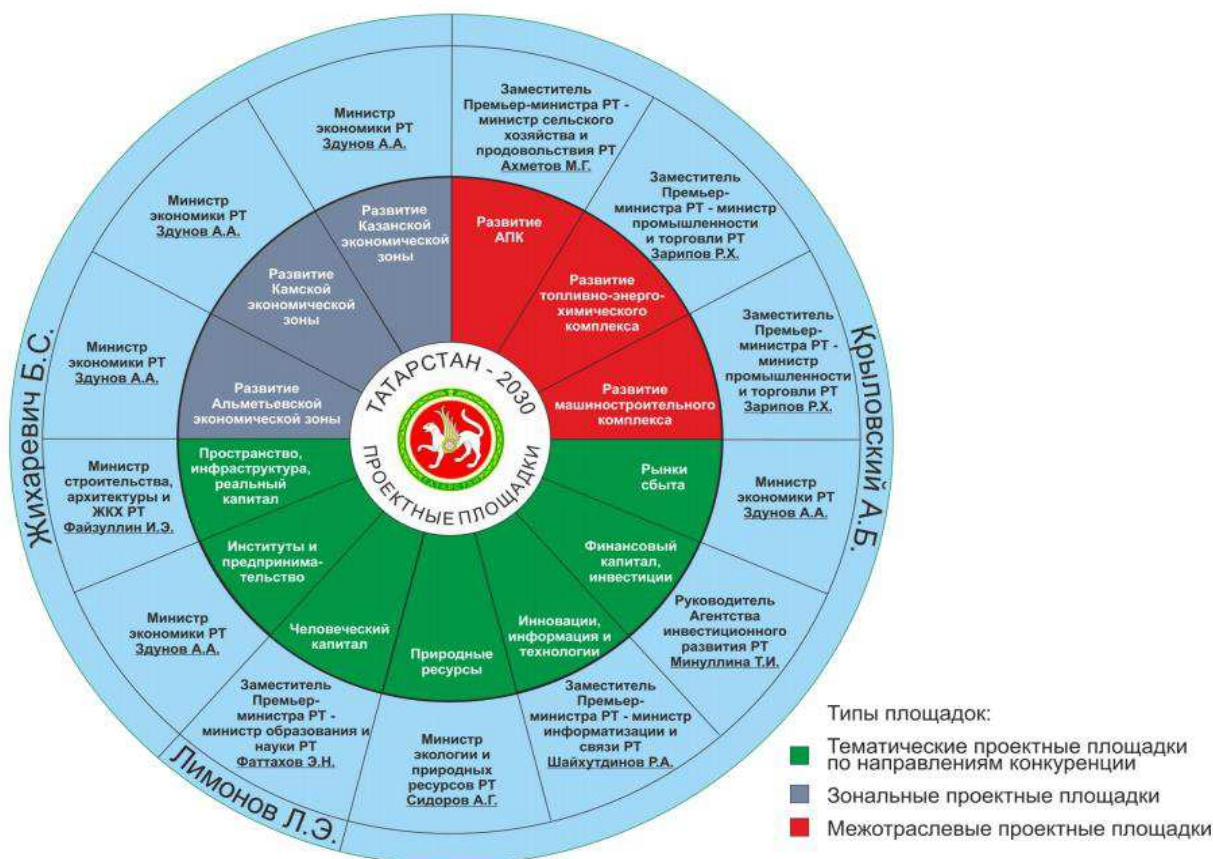 Министр
экономики РТ
Здунов А.А.
Заместитель
Премьер-министра РТ -
министр сельского
хозяйства и
продовольствия РТ
Ахметов М.Г.
Министр
экономики РТ
Здунов А.А.
Заместитель
Премьер-
министра РТ - министр
промышленности
и торговли РТ
Зарипов Р.Х.
Развитие
Казанской
экономической
зоны
Развитие
АПК
Развитие
Камской
экономической
зоны
Развитие
топливно-энерго-
химического
комплекса
Министр
экономики РТ
Здунов А.А.
Заместитель
Премьер-
министра РТ -
министр
промышленности
и торговли РТ
Зарипов Р.Х.
Развитие
Альметьевской
экономической зоны
Развитие
машиностроительного
комплекса
ТАТАРСТАН - 2030
ПРОЕКТНЫЕ ПЛОЩАДКИ
ТАТАРСТАН
Жихаревич Б.С.
Крыловский А.Б.
Лимонов Л.Э.
Министр
строительства,
архитектуры и
ЖКХ РТ
Файзуллин И.Э.
Пространство,
инфраструктура,
реальный
капитал
Рынки
сбыта
Министр
экономики РТ
Здунов А.А.
Институты и
предпринима-
тельство
Финансовый
капитал,
инвестиции
Министр
экономики РТ
Здунов А.А.
Человеческий
капитал
Природные
ресурсы
Инновации,
информация и
технологии
Руководитель
Агентства
инвестиционного
развития РТ
Минуллина Т.И.
Заместитель
Премьер-
министра РТ -
министр образования и
науки РТ
Фаттахов Э.Н.
Министр
экологии и
природных
ресурсов РТ
Сидоров А.Г.
Заместитель
Премьер-
министра РТ - министр
информатизации и
связи РТ
Шайхутдинов Р.А.
Типы площадок:
Тематические проектные площадки
по направлениям конкуренции
Зональные проектные площадки
Межотраслевые проектные площадки